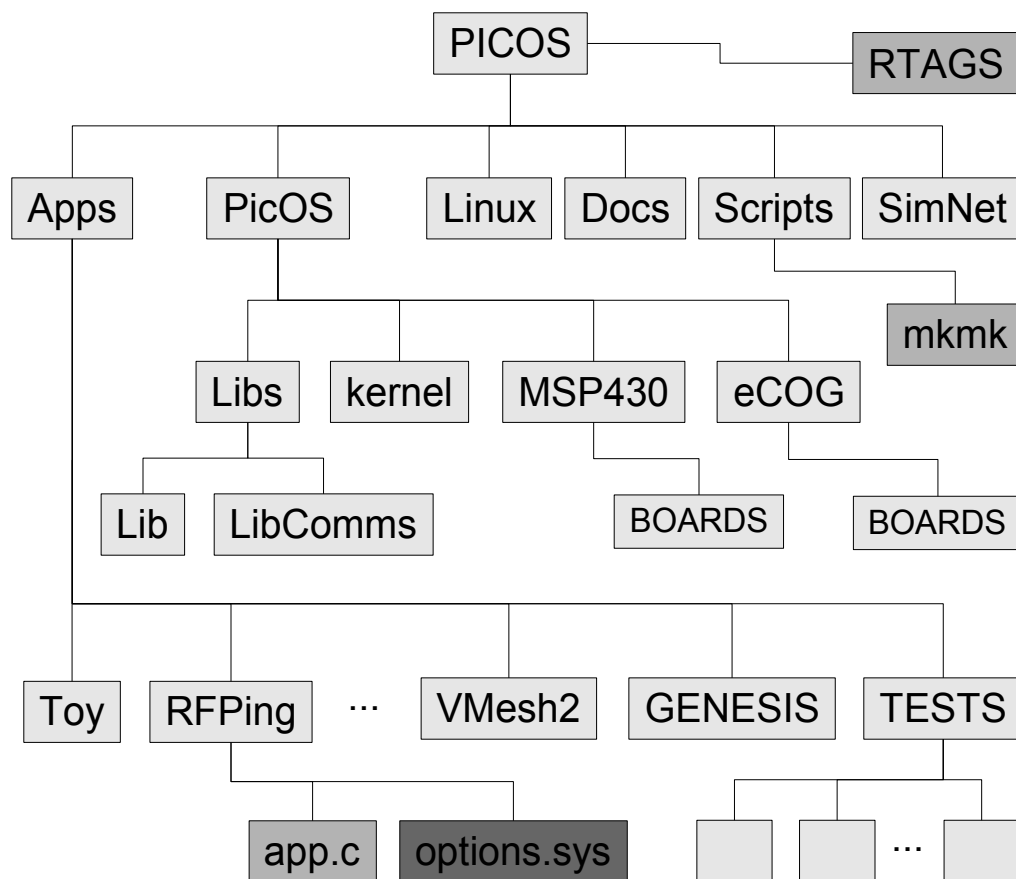 PICOS
RTAGS
Apps
PicOS
Linux
Docs
Scripts
SimNet
mkmk
Libs
kernel
MSP430
eCOG
Lib
LibComms
BOARDS
BOARDS
Toy
RFPing
...
VMesh2
GENESIS
TESTS
app.c
options.sys
...